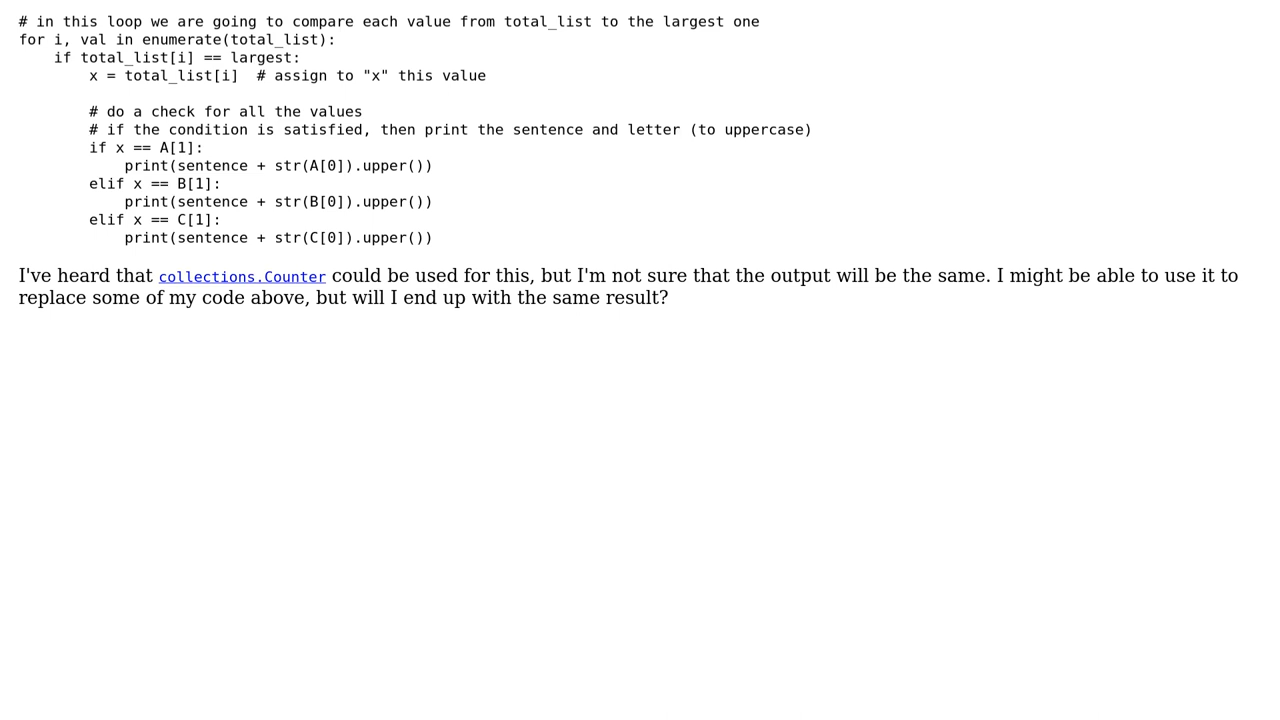 # in this loop we are going to compare each value from total_list to the largest one
for i, val in enumerate(total_list):
    if total_list[i] == largest:
        x = total_list[i]  # assign to "x" this value

        # do a check for all the values
        # if the condition is satisfied, then print the sentence and letter (to uppercase)
        if x == A[1]:
            print(sentence + str(A[0]).upper())
        elif x == B[1]:
            print(sentence + str(B[0]).upper())
        elif x == C[1]:
            print(sentence + str(C[0]).upper())
I've heard that collections.Counter could be used for this, but I'm not sure that the output will be the same. I might be able to use it to
replace some of my code above, but will I end up with the same result?